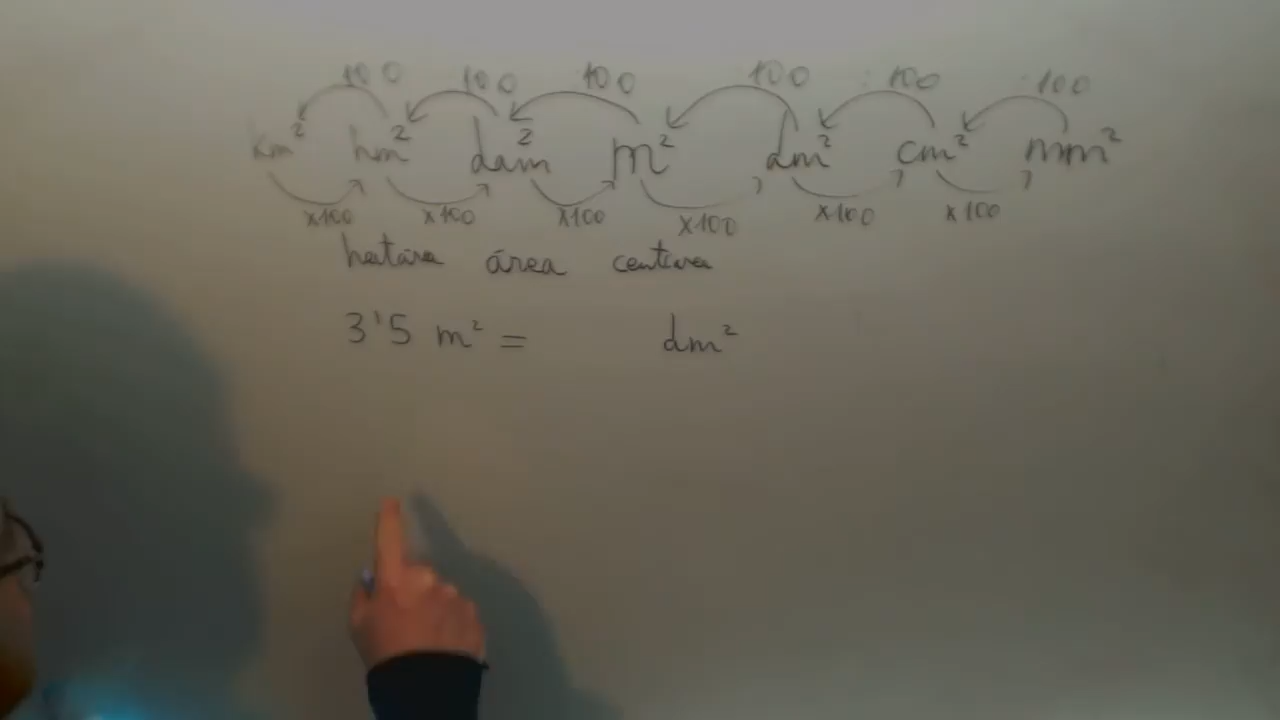 100 100 100 100 :100 :100
km² hm² dam² m² dm² cm² mm²
x100 x100 x100 x100 x100 x100
hectárea área centiarea
3'5 m² = dm²